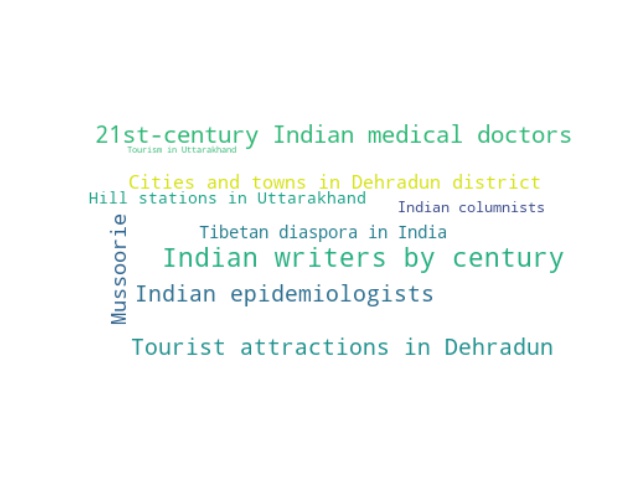 21st-century Indian medical doctors
Tourism in Uttarakhand
Cities and towns in Dehradun district
Hill stations in Uttarakhand
Indian columnists
Mussoorie
Tibetan diaspora in India
Indian writers by century
Indian epidemiologists
Tourist attractions in Dehradun